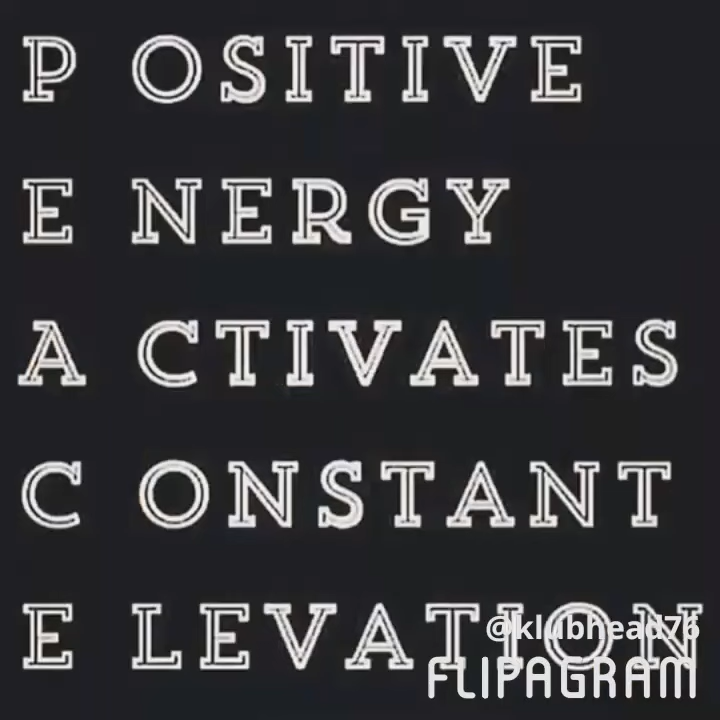 P OSITIVE
E NERGY
A CTIVATES
C ONSTANT
E LEVATION
@klubhead76
FLIPAGRAM